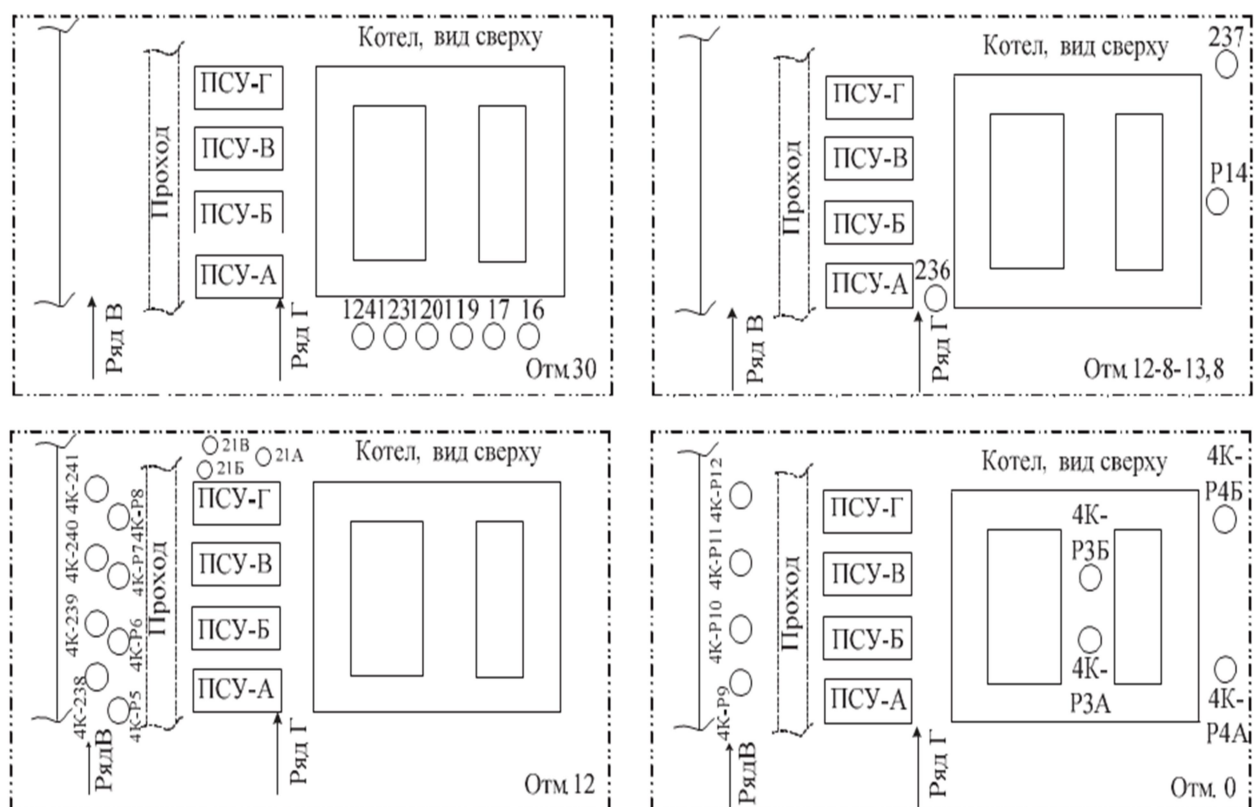 Котел, вид сверху
Проход
ПСУ-Г
ПСУ-В
ПСУ-Б
ПСУ-А
124 123 120 119 17 16
Ряд В
Ряд Г
Отм.30
Котел, вид сверху
237
Р14
Проход
ПСУ-Г
ПСУ-В
ПСУ-Б
ПСУ-А
236
Ряд В
Ряд Г
Отм.12-8-13,8
21В
21Б
21А
Котел, вид сверху
4К-241
4К-Р8
4К-240
4К-Р7
4К-239
4К-Р6
4К-238
4К-Р5
Проход
ПСУ-Г
ПСУ-В
ПСУ-Б
ПСУ-А
РядВ
Ряд Г
Отм.12
Котел, вид сверху
4К-
Р4Б
4К-Р12
4К-Р11
4К-Р10
4К-Р9
Проход
ПСУ-Г
ПСУ-В
ПСУ-Б
ПСУ-А
4К-
Р3Б
4К-
Р3А
4К-
Р4А
РядВ
Ряд Г
Отм. 0